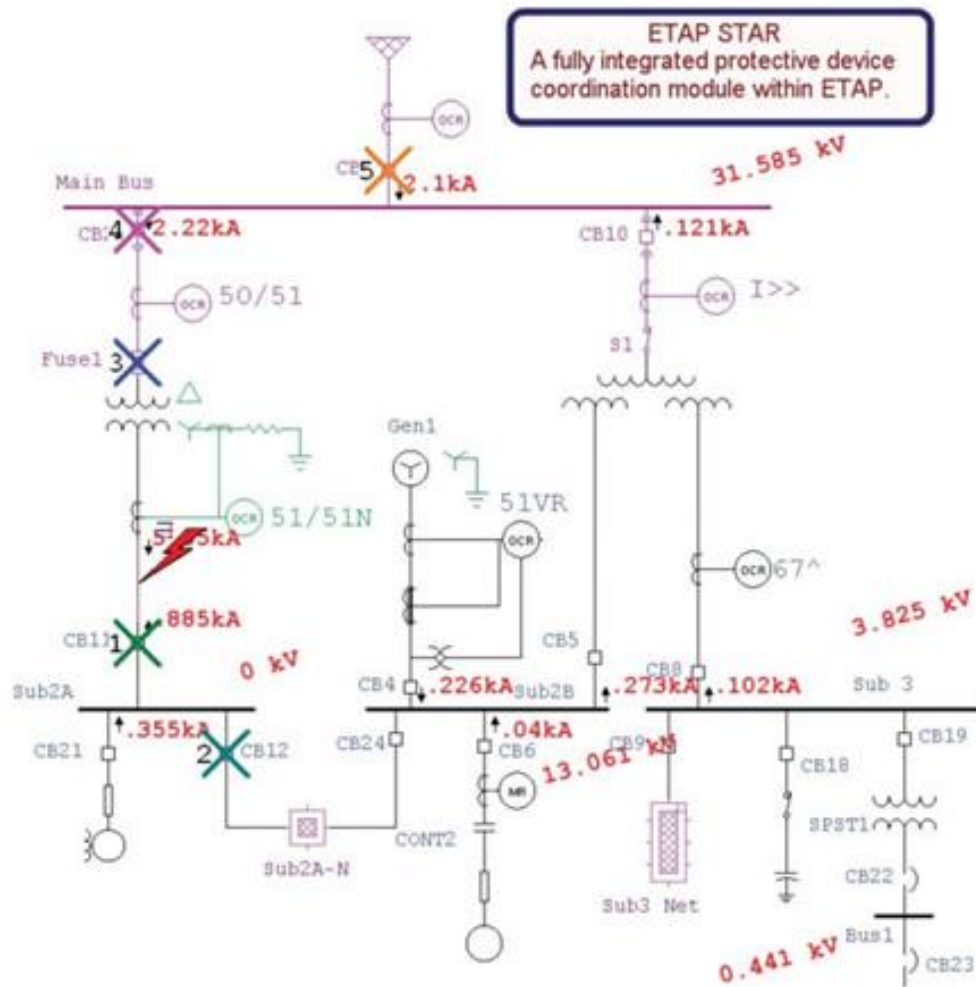 ETAP STAR
A fully integrated protective device
coordination module within ETAP.
OCR
31.585 kV
CB 5
2.1kA
Main Bus
4
2.22kA
CB10
.121kA
OCR
50/51
OCR
I>>
S1
Fuse1
3
Gen1
51VR
OCR
51/51N
OCR
OCR
67^
.885kA
CB11
1
0 kV
3.825 kV
CB5
CB8
Sub2A
CB4
.226kA
Sub2B
.273kA
.102kA
Sub 3
.355kA
.04kA
CB21
2
CB12
CB24
CB6
13.061 kV
CB9
CB18
CB19
MR
CONT2
SPST1
Sub2A-N
Sub3 Net
CB22
Bus1
0.441 kV
CB23